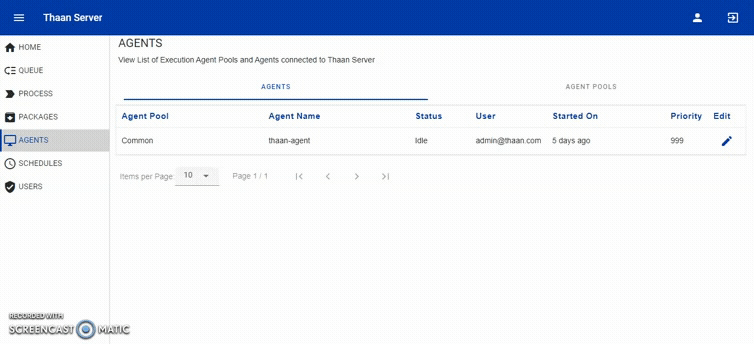 Thaan Server
HOME
QUEUE
PROCESS
PACKAGES
AGENTS
SCHEDULES
USERS
AGENTS
View List of Execution Agent Pools and Agents connected to Thaan Server
AGENTS AGENT POOLS
Agent Pool Agent Name Status User Started On Priority Edit
Common thaan-agent Idle admin@thaan.com 5 days ago 999
Items per Page 10 Page 1 / 1
RECORDED WITH
SCREENCAST MATIC